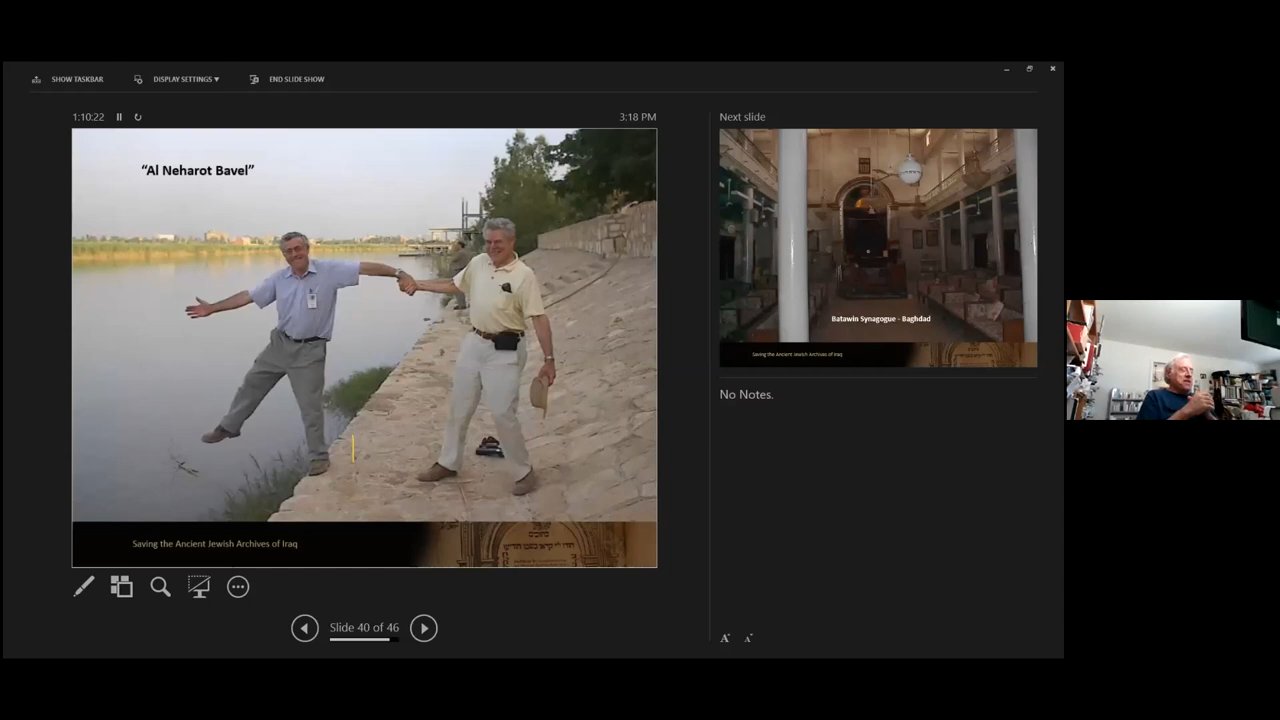 SHOW TASKBAR
DISPLAY SETTINGS ▼
END SLIDE SHOW
1:10:22
3:18 PM
“Al Neharot Bavel”
Saving the Ancient Jewish Archives of Iraq
Slide 40 of 46
Next slide
Batawin Synagogue - Baghdad
Saving the Ancient Jewish Archives of Iraq
No Notes.